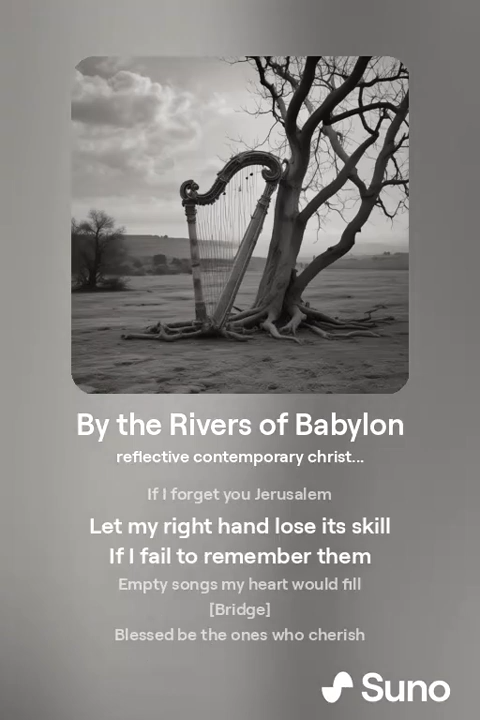 By the Rivers of Babylon
reflective contemporary christ...
If I forget you Jerusalem
Let my right hand lose its skill
If I fail to remember them
Empty songs my heart would fill
[Bridge]
Blessed be the ones who cherish
Suno